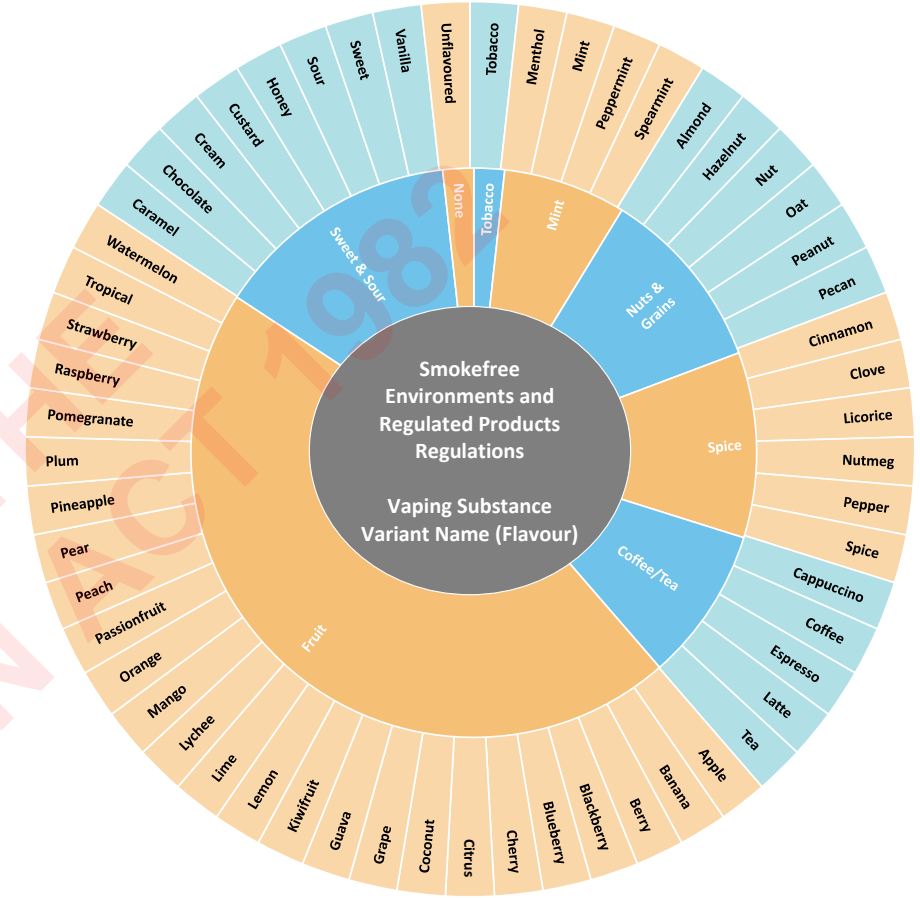 Smokefree
Environments and
Regulated Products
Regulations
Vaping Substance
Variant Name (Flavour)
None
Tobacco
Mint
Nuts &
Grains
Spice
Coffee/Tea
Fruit
Sweet & Sour
Unflavoured
Tobacco
Menthol
Mint
Peppermint
Spearmint
Almond
Hazelnut
Nut
Oat
Peanut
Pecan
Cinnamon
Clove
Licorice
Nutmeg
Pepper
Spice
Cappuccino
Coffee
Espresso
Latte
Tea
Apple
Banana
Berry
Blackberry
Blueberry
Cherry
Citrus
Coconut
Grape
Guava
Kiwifruit
Lemon
Lime
Lychee
Mango
Orange
Passionfruit
Peach
Pear
Pineapple
Plum
Pomegranate
Raspberry
Strawberry
Tropical
Watermelon
Caramel
Chocolate
Cream
Custard
Honey
Sour
Sweet
Vanilla
THE
N ACT 1982